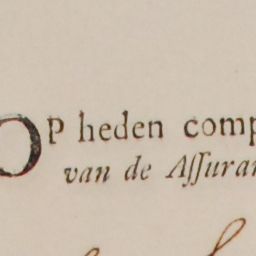 OP heden comp
van de Aſſuran